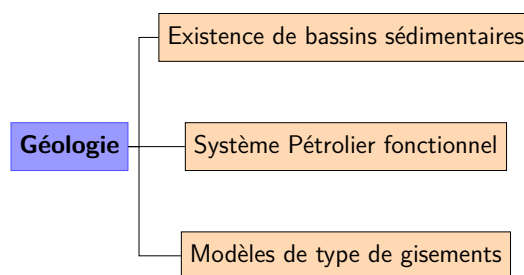 Existence de bassins sédimentaires
Géologie
Système Pétrolier fonctionnel
Modèles de type de gisements